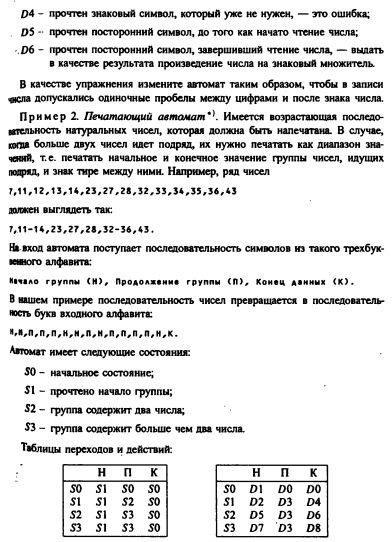 D4 – прочтен знаковый символ, который уже не нужен, — это ошибка;
D5 – прочтен посторонний символ, до того как начато чтение числа;
D6 – прочтен посторонний символ, завершивший чтение числа, — выдать
в качестве результата произведение числа на знаковый множитель.
В качестве упражнения измените автомат таким образом, чтобы в записи
числа допускались одиночные пробелы между цифрами и после знака числа.
Пример 2. Печатающий автомат*). Имеется возрастающая последо-
вательность натуральных чисел, которая должна быть напечатана. В случае,
когда больше двух чисел идет подряд, их нужно печатать как диапазон зна-
чений, т.е. печатать начальное и конечное значение группы чисел, идущих
подряд, и знак тире между ними. Например, ряд чисел
7,11,12,13,14,23,27,28,32,33,34,35,36,43
должен выглядеть так:
7,11-14,23,27,28,32-36,43.
На вход автомата поступает последовательность символов из такого трехбук-
венного алфавита:
Начало группы (Н), Продолжение группы (П), Конец данных (К).
В нашем примере последовательность чисел превращается в последователь-
ность букв входного алфавита:
Н,Н,П,П,П,Н,Н,П,Н,П,П,П,П,Н,К.
Автомат имеет следующие состояния:
S0 – начальное состояние;
S1 – прочтено начало группы;
S2 – группа содержит два числа;
S3 – группа содержит больше чем два числа.
Таблицы переходов и действий:
Н П К Н П К
S0 S1 S0 S0 S0 D1 D0 D0
S1 S1 S2 S0 S1 D2 D3 D4
S2 S1 S3 S0 S2 D5 D3 D6
S3 S1 S3 S0 S3 D7 D3 D8